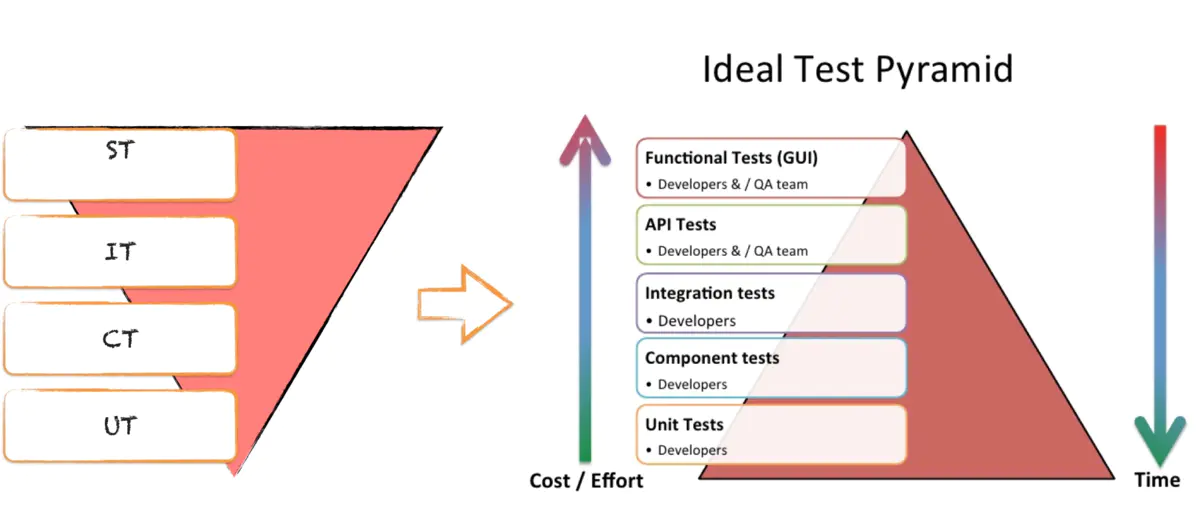 Ideal Test Pyramid
ST
IT
CT
UT
Functional Tests (GUI)
• Developers & / QA team
API Tests
• Developers & / QA team
Integration tests
• Developers
Component tests
• Developers
Unit Tests
• Developers
Cost / Effort
Time